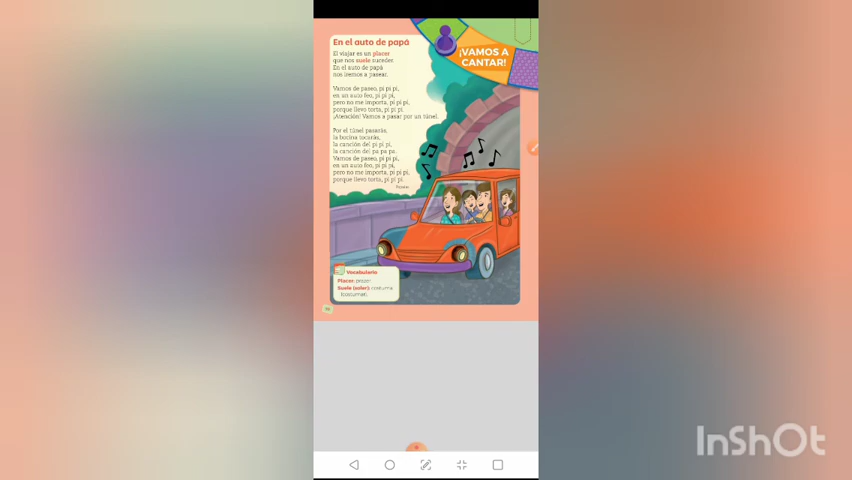 En el auto de papá
¡VAMOS A
CANTAR!
El viajar es un placer
que nos suele suceder.
En el auto de papá
nos iremos a pasear.
Vamos de paseo, pi pi pi,
en un auto feo, pi pi pi,
pero no me importa, pi pi pi,
porque llevo torta, pi pi pi.
¡Atención! Vamos a pasar por un túnel.
Por el túnel pasarás,
la bocina tocarás,
la canción del pi pi pi,
la canción del pa pa pa.
Vamos de paseo, pi pi pi,
en un auto feo, pi pi pi,
pero no me importa, pi pi pi,
porque llevo torta, pi pi pi.
Vocabulario
Placer: prazer.
Suele (soler): costuma
(costumar).
InShOt